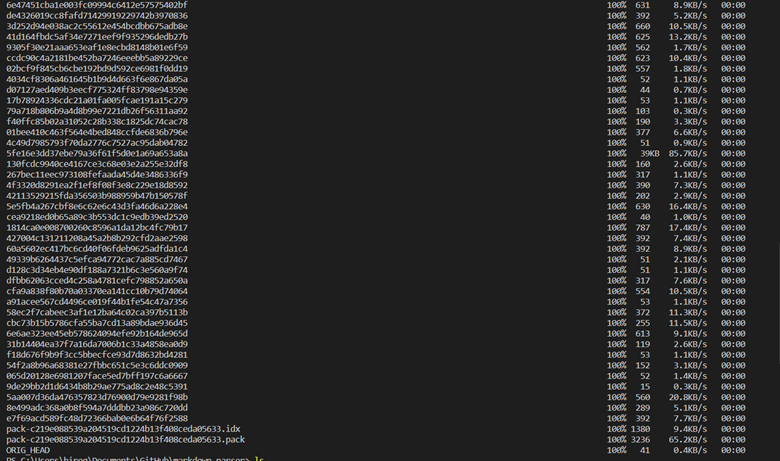 6e47451cba1e003fc09994c6412e57575402bf 100% 631 8.9KB/s 00:00
de4326019cc8fafd71429919229742b3970836 100% 392 5.2KB/s 00:00
3d252d94e038ac2c55612e454bcdbb675adb8e 100% 660 10.5KB/s 00:00
41d164fbdc5af34e7271eef9f935296dedb27b 100% 625 13.2KB/s 00:00
9305f30e21aaa653eaf1e8ecbd8148b01e6f59 100% 562 1.7KB/s 00:00
ccdc90c4a2181be452ba7246eeebb5a89229ce 100% 623 10.4KB/s 00:00
02bcf9f845cb6cbe192bd9d592ce6981f0dd19 100% 557 1.8KB/s 00:00
4034cf8306a461645b1b9d4d663f6e867da05a 100% 52 1.1KB/s 00:00
d07127aed409b3eecf775324ff83798e94359e 100% 44 0.7KB/s 00:00
17b78924336cdc21a01fa005fcae191a15c279 100% 53 1.1KB/s 00:00
79a718b806b9a4d8b99e7221db26f56311aa92 100% 103 0.3KB/s 00:00
f40ffc85b02a31052c28b338c1825dc74cac78 100% 190 3.3KB/s 00:00
01bee410c463f564e4bed848ccfde6836b796e 100% 377 6.6KB/s 00:00
4c49d7985793f70da2776c7527ac95dab04782 100% 51 0.9KB/s 00:00
5fe16e3dd37ebe79a36f61f5d0e1a69a653a8a 100% 39KB 85.7KB/s 00:00
130fcdc9940ce4167ce3c68e03e2a255e32df8 100% 160 2.6KB/s 00:00
267bec11eec973108fefaada45d4e3486336f9 100% 317 1.1KB/s 00:00
4f3320d8291ea2f1ef8f08f3e8c229e18d8592 100% 390 7.3KB/s 00:00
42113529215fda356503b988959b47b150578f 100% 202 2.9KB/s 00:00
5e5fb4a267cbf8e6c62e6c43d3fa46d6a228e4 100% 630 16.4KB/s 00:00
cea9218ed0b65a89c3b553dc1c9edb39ed2520 100% 40 1.0KB/s 00:00
1814ca0e008700260c8596a1da12bc4fc79b17 100% 787 17.4KB/s 00:00
427004c131211208a45a2b8b292cfd2aae2598 100% 392 7.4KB/s 00:00
60a5602ec417bc6cd40f06fdeb9625adfda1c4 100% 392 8.9KB/s 00:00
49339b6264437c5efca94772cac7a885cd7467 100% 51 2.1KB/s 00:00
d128c3d34eb4e90df188a7321b6c3e560a9f74 100% 51 1.1KB/s 00:00
dfbb62063cced4c258a4781cefc798852a650a 100% 317 7.6KB/s 00:00
cfa9a838f80b70a03370ea141cc10b79d74064 100% 554 10.5KB/s 00:00
a91acee567cd4496ce019f44b1fe54c47a7356 100% 53 1.1KB/s 00:00
58ec2f7cabeec3af1e12ba64c02ca397b5113b 100% 372 11.3KB/s 00:00
cbc73b15b5786cfa55ba7cd13a89bdae936d45 100% 255 11.5KB/s 00:00
6e6ae323ee45eb578624094efe92b164de965d 100% 613 9.1KB/s 00:00
31b14404ea37f7a16da7006b1c33a4858ea0d9 100% 119 2.6KB/s 00:00
f18d676f9b9f3cc5bbecfce93d7d8632bd4281 100% 53 1.1KB/s 00:00
54f2a8b96a68381e27fbbc651c5e3c6ddc0909 100% 152 3.1KB/s 00:00
065d20128e6981207face5ed7bff197c6a6667 100% 52 1.4KB/s 00:00
9de29bb2d1d6434b8b29ae775ad8c2e48c5391 100% 15 0.3KB/s 00:00
5aa007d36da476357823d76900d79e9281f98b 100% 560 20.8KB/s 00:00
8e499adc368a0b8f594a7dddbb23a986c720dd 100% 289 5.1KB/s 00:00
e7f69acd589fc48d72366bab0e6b64f76f2588 100% 392 7.7KB/s 00:00
pack-c219e088539a204519cd1224b13f408ceda05633.idx 100% 1380 9.4KB/s 00:00
pack-c219e088539a204519cd1224b13f408ceda05633.pack 100% 3236 65.2KB/s 00:00
ORIG_HEAD 100% 41 0.4KB/s 00:00
PS C:\Users\hireg\Documents\GitHub\markdown-parser> ls